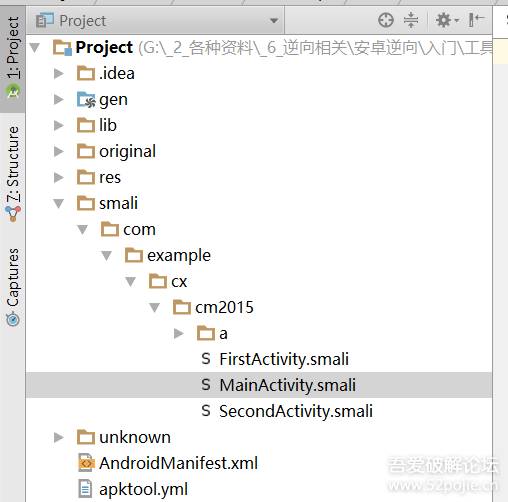 Project
1: Project
Z: Structure
Captures
Project (G:\_2_各种资料\_6_逆向相关\安卓逆向\入门\工具
.idea
gen
lib
original
res
smali
com
example
cx
cm2015
a
FirstActivity.smali
MainActivity.smali
SecondActivity.smali
unknown
AndroidManifest.xml
apktool.yml
吾爱破解论坛
www.52pojie.cn